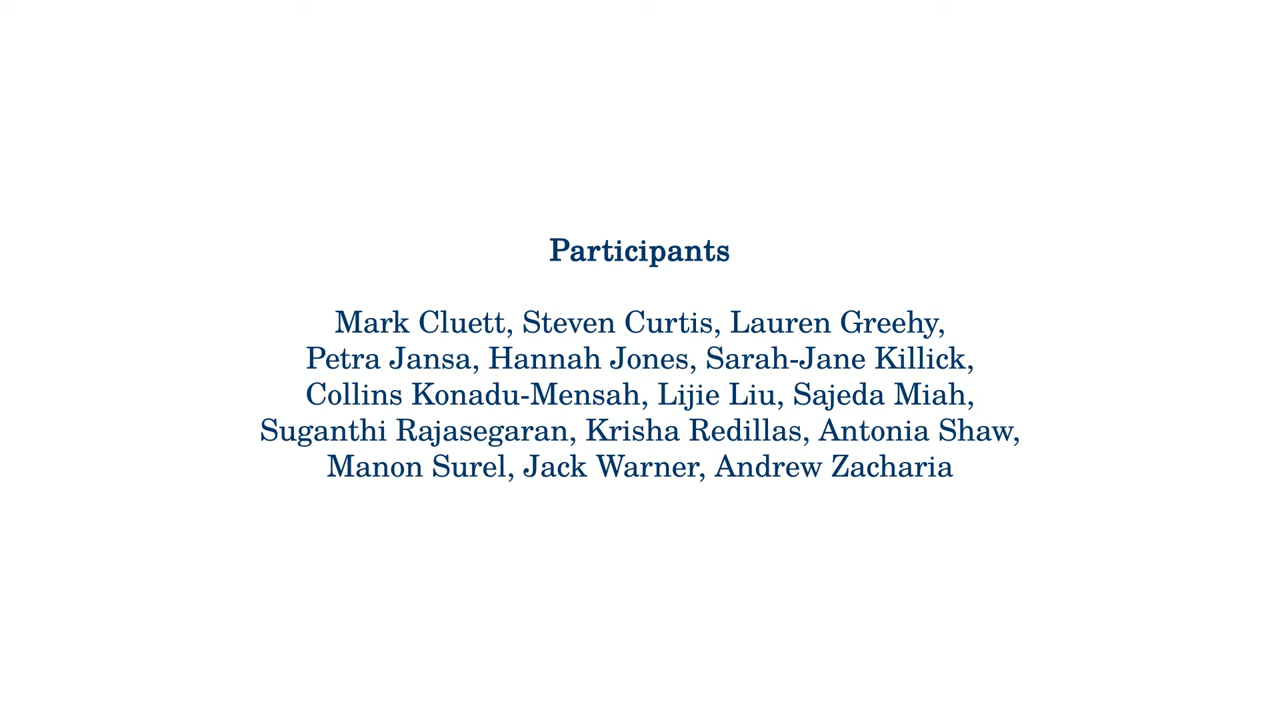 Participants
Mark Cluett, Steven Curtis, Lauren Greehy,
Petra Jansa, Hannah Jones, Sarah-Jane Killick,
Collins Konadu-Mensah, Lijie Liu, Sajeda Miah,
Suganthi Rajasegaran, Krisha Redillas, Antonia Shaw,
Manon Surel, Jack Warner, Andrew Zacharia